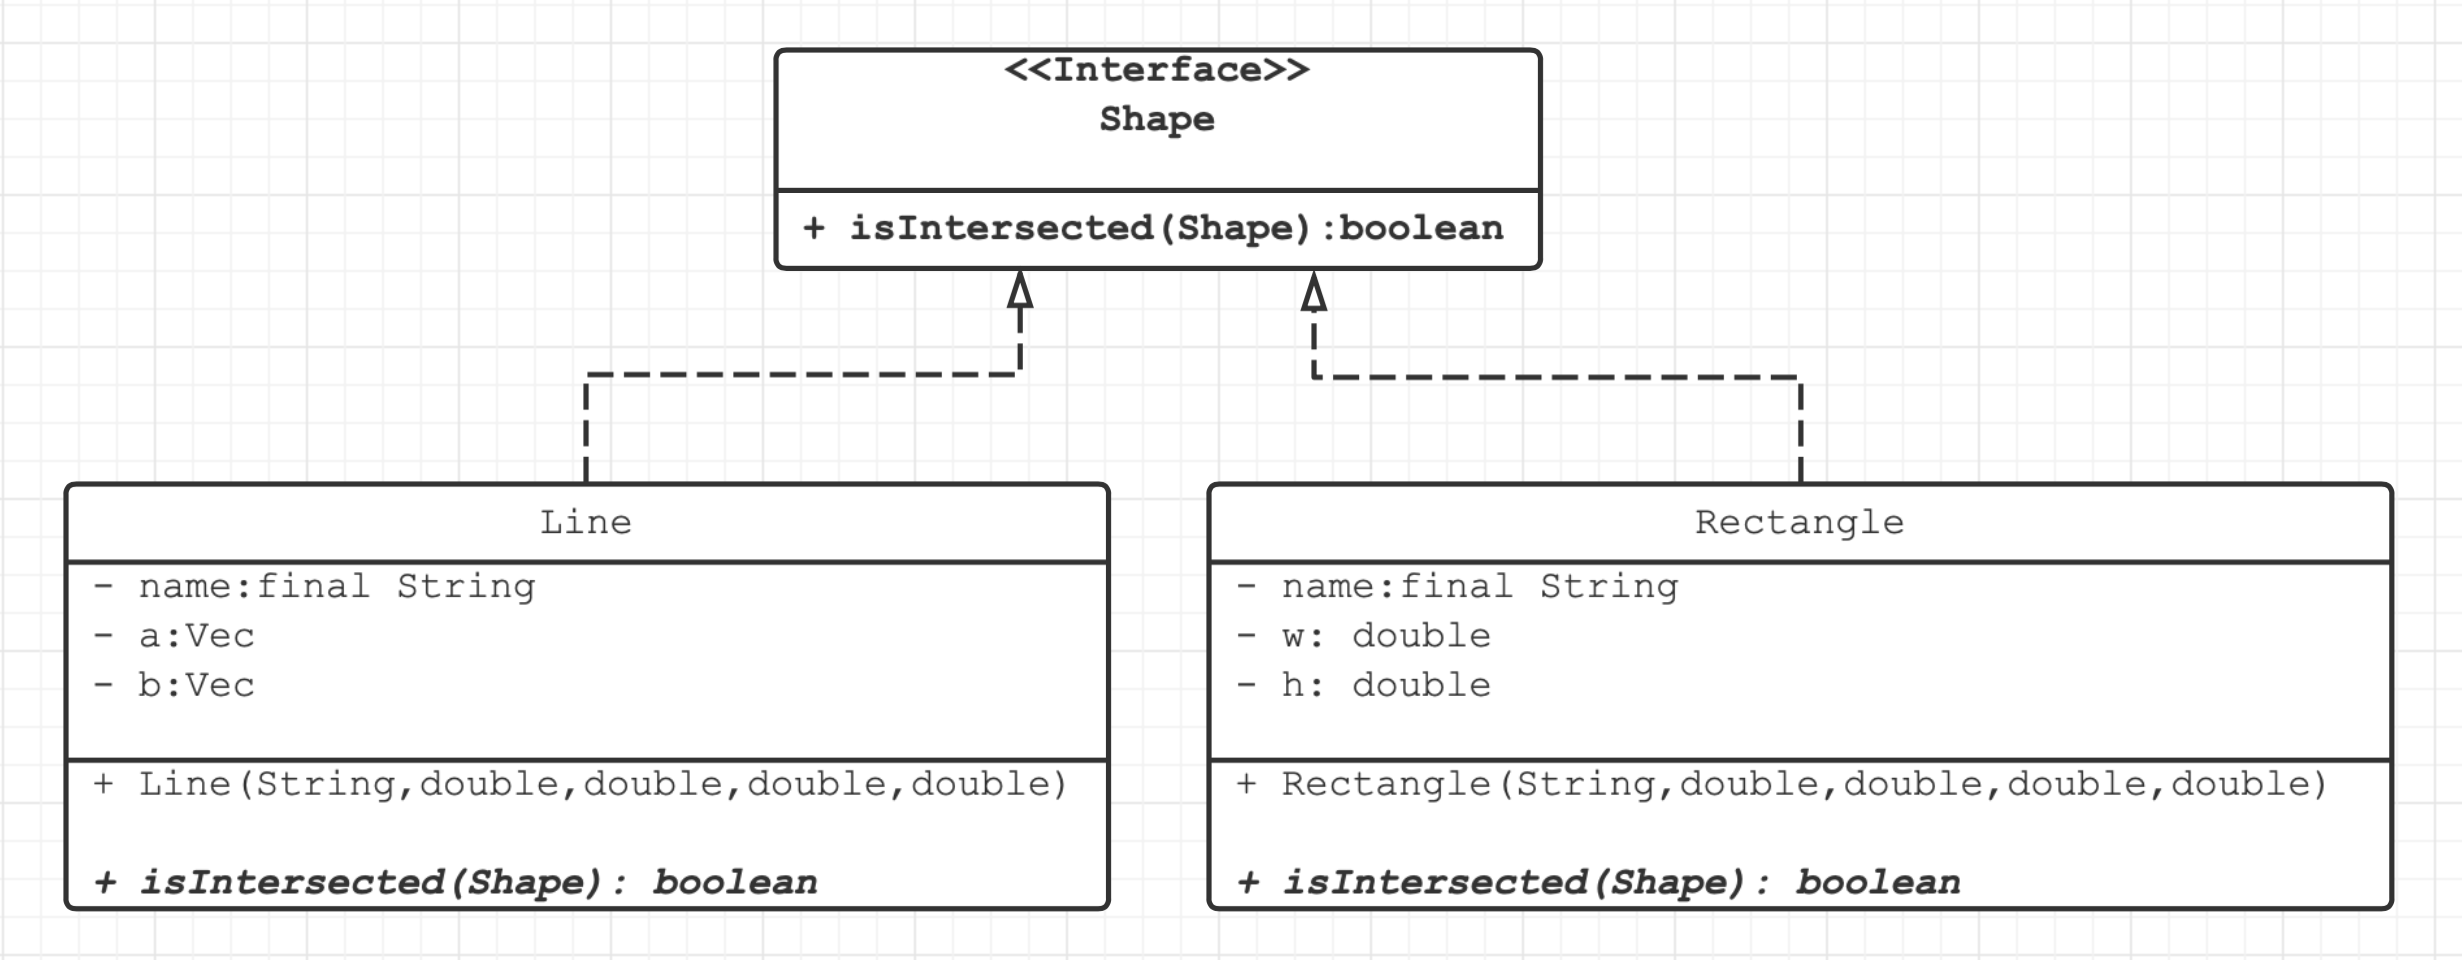 <<Interface>>
Shape
+ isIntersected(Shape):boolean
Line
- name:final String
- a:Vec
- b:Vec
+ Line(String,double,double,double,double)
+ isIntersected(Shape): boolean
Rectangle
- name:final String
- w: double
- h: double
+ Rectangle(String,double,double,double,double)
+ isIntersected(Shape): boolean